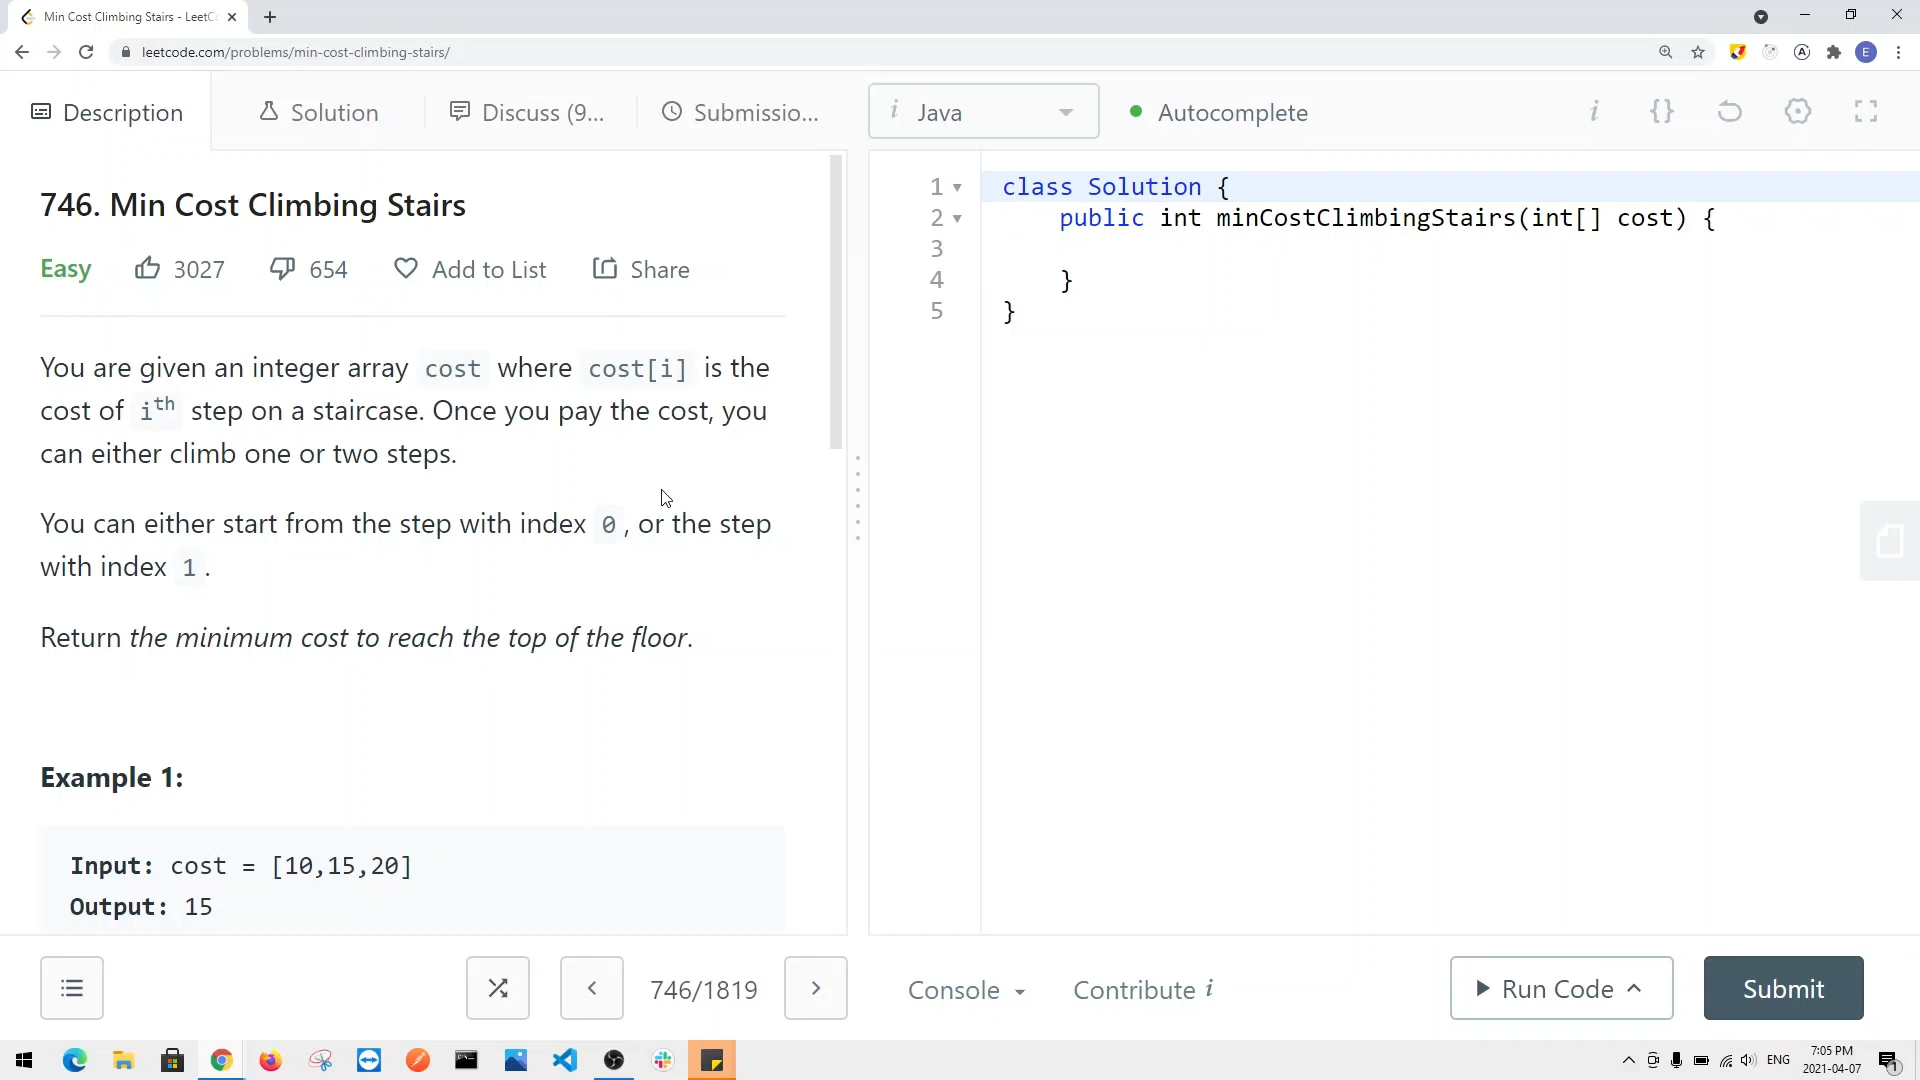 Min Cost Climbing Stairs - LeetC
leetcode.com/problems/min-cost-climbing-stairs/
E
Description
Solution
Discuss (9...
Submissio...
i Java
Autocomplete
i {}
746. Min Cost Climbing Stairs
Easy 3027 654 Add to List Share
You are given an integer array cost where cost[i] is the
cost of ith step on a staircase. Once you pay the cost, you
can either climb one or two steps.
You can either start from the step with index 0, or the step
with index 1.
Return the minimum cost to reach the top of the floor.
Example 1:
Input: cost = [10,15,20]
Output: 15
1 class Solution {
2 public int minCostClimbingStairs(int[] cost) {
3
4 }
5 }
746/1819
Console
Contribute i
Run Code
Submit
ENG
7:05 PM
2021-04-07
1